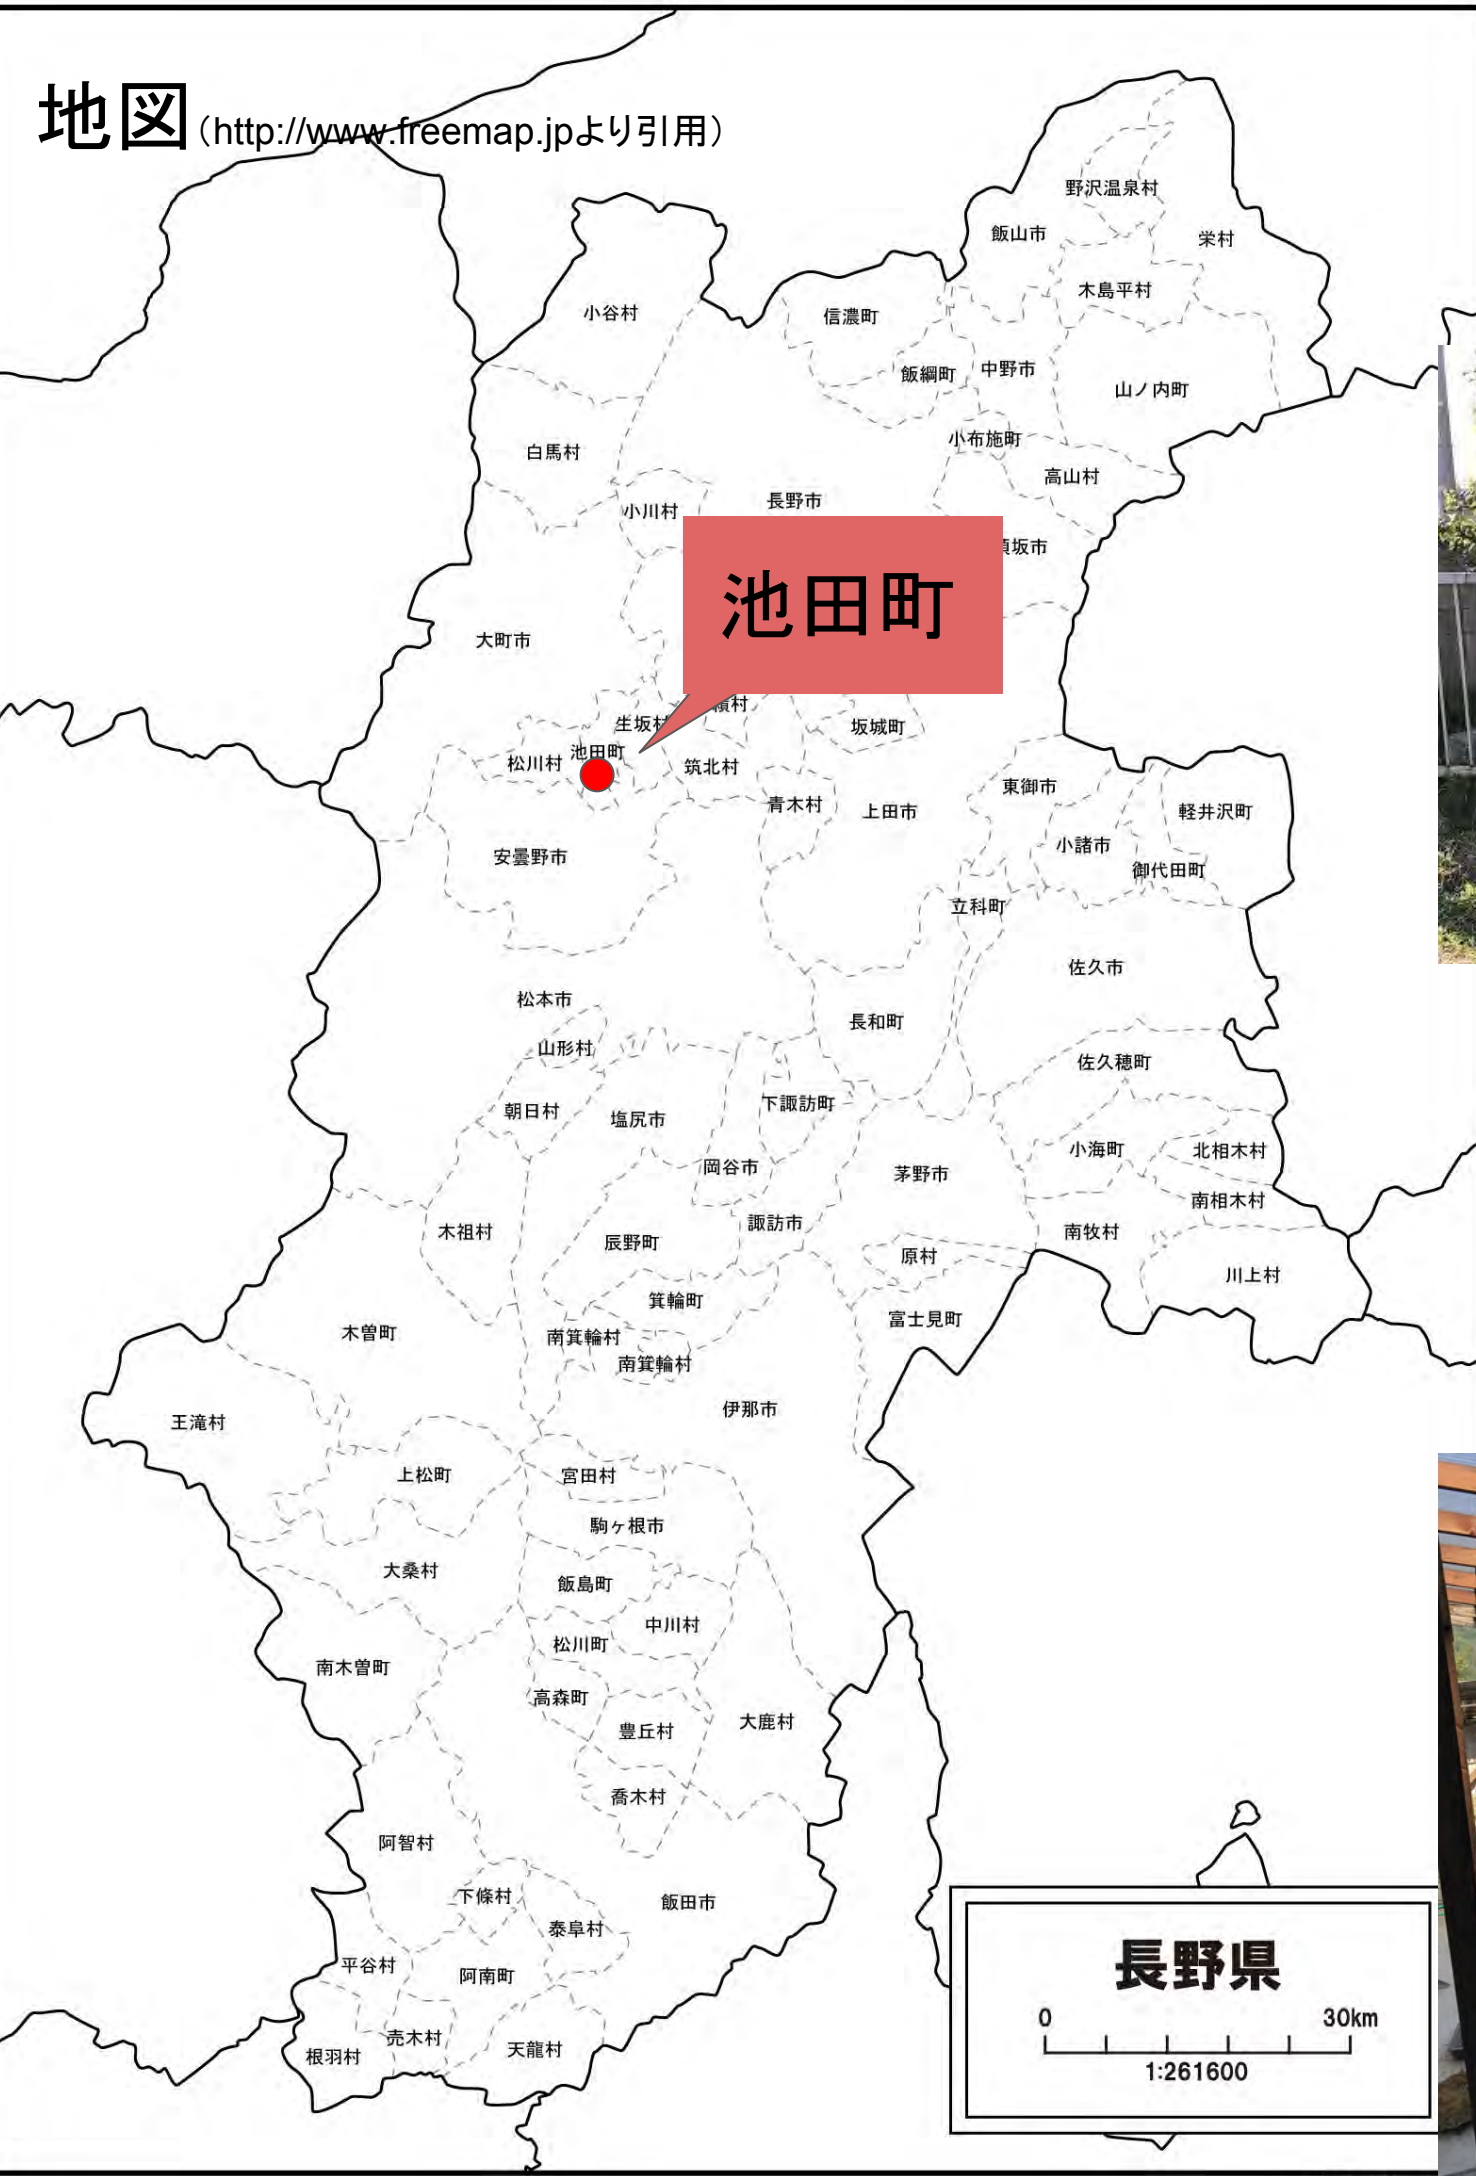 地図(http://www.freemap.jpより引用)
野沢温泉村
飯山市
栄村
木島平村
小谷村
信濃町
飯綱町
中野市
山ノ内町
小布施町
白馬村
高山村
長野市
小川村
坂市
池田町
大町市
村
生坂村
坂城町
池田町
松川村
筑北村
東御市
青木村
上田市
軽井沢町
小諸市
安曇野市
御代田町
立科町
佐久市
松本市
長和町
山形村
佐久穂町
朝日村
塩尻市
下諏訪町
小海町
北相木村
岡谷市
茅野市
南相木村
諏訪市
木祖村
南牧村
辰野町
原村
川上村
箕輪町
富士見町
木曽町
南箕輪村
南箕輪村
伊那市
王滝村
上松町
宮田村
駒ヶ根市
大桑村
飯島町
中川村
松川町
南木曽町
高森町
豊丘村
大鹿村
喬木村
阿智村
下條村
飯田市
泰阜村
平谷村
阿南町
売木村
天龍村
根羽村
長野県
0 30km
1:261600